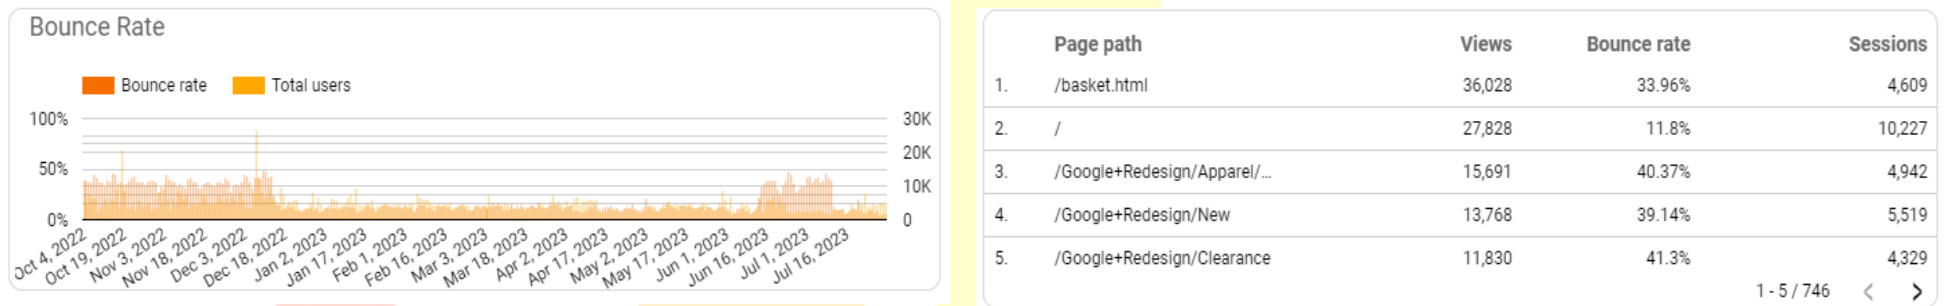 Bounce Rate
Bounce rate Total users
100% 30K
20K
50% 10K
0% 0
Oct 4, 2022 Oct 19, 2022 Nov 3, 2022 Nov 18, 2022 Dec 3, 2022 Dec 18, 2022 Jan 2, 2023 Jan 17, 2023 Feb 1, 2023 Feb 16, 2023 Mar 3, 2023 Mar 18, 2023 Apr 2, 2023 Apr 17, 2023 May 2, 2023 May 17, 2023 Jun 1, 2023 Jun 16, 2023 Jul 1, 2023 Jul 16, 2023
Page path Views Bounce rate Sessions
1. /basket.html 36,028 33.96% 4,609
2. / 27,828 11.8% 10,227
3. /Google+Redesign/Apparel/… 15,691 40.37% 4,942
4. /Google+Redesign/New 13,768 39.14% 5,519
5. /Google+Redesign/Clearance 11,830 41.3% 4,329
1 - 5 / 746 < >